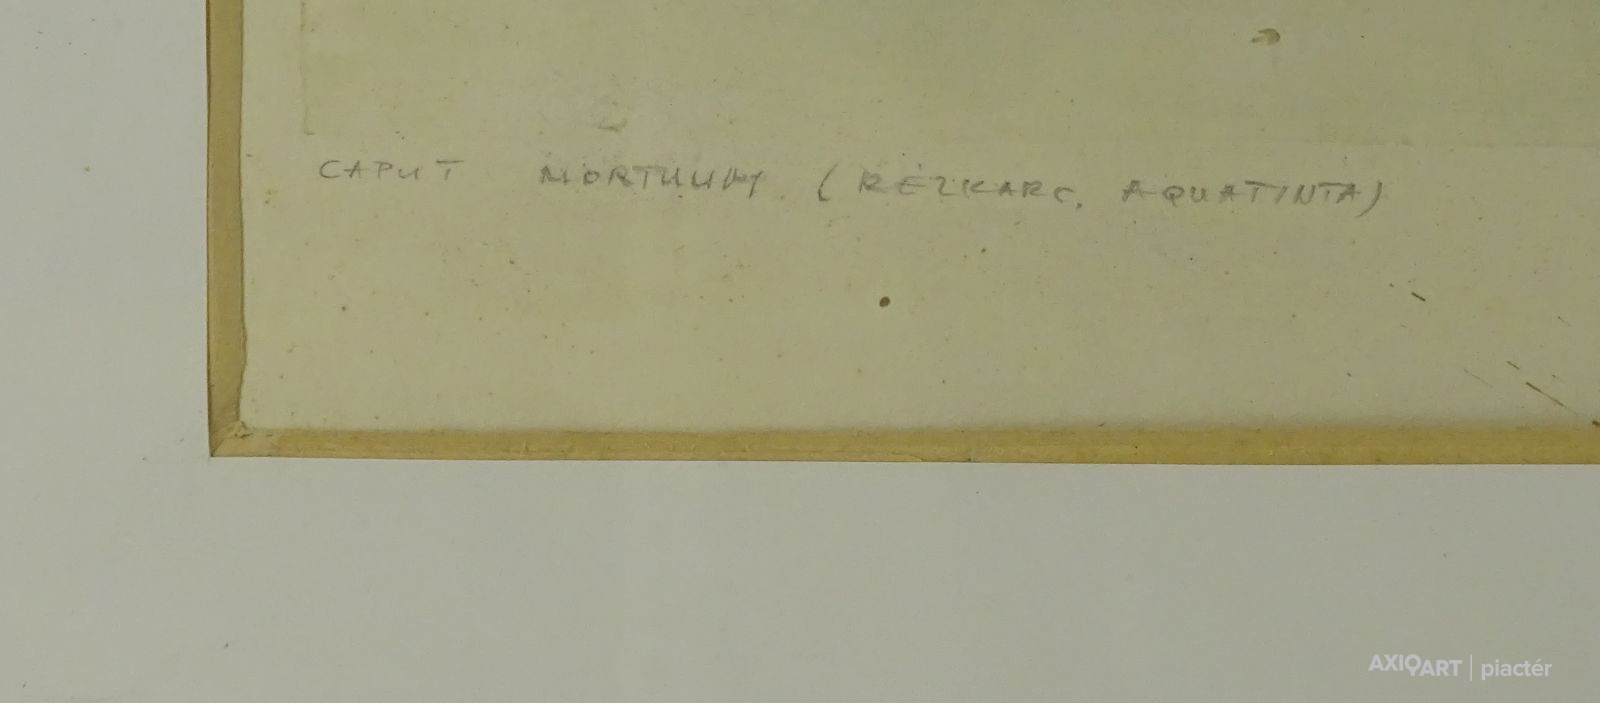 CAPUT MORTUUM (RÉZKARC, AQUATINTA)
AXIOART | piactér